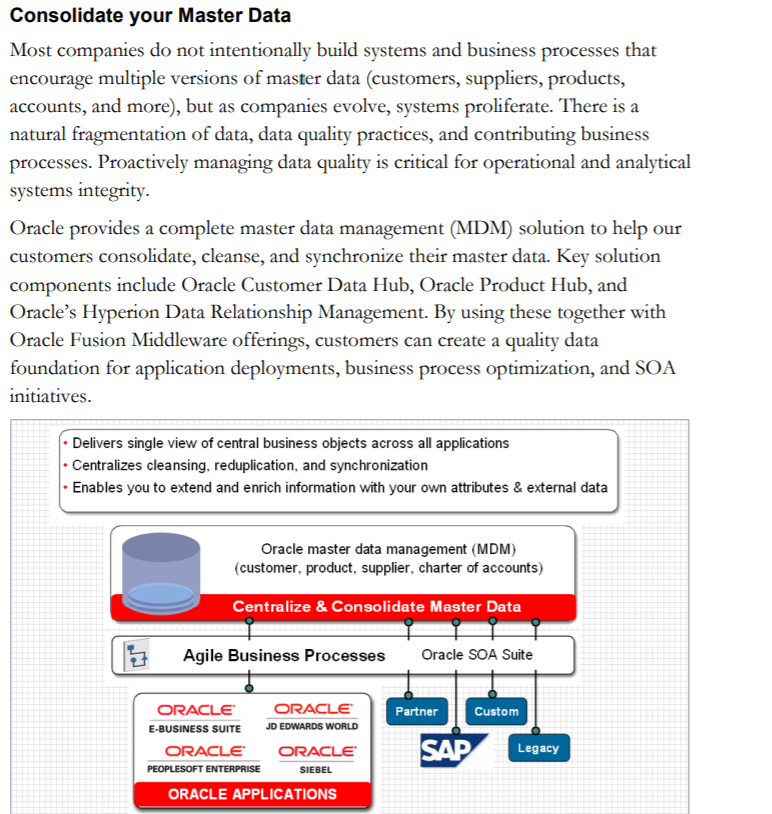 Consolidate your Master Data
Most companies do not intentionally build systems and business processes that
encourage multiple versions of master data (customers, suppliers, products,
accounts, and more), but as companies evolve, systems proliferate. There is a
natural fragmentation of data, data quality practices, and contributing business
processes. Proactively managing data quality is critical for operational and analytical
systems integrity.
Oracle provides a complete master data management (MDM) solution to help our
customers consolidate, cleanse, and synchronize their master data. Key solution
components include Oracle Customer Data Hub, Oracle Product Hub, and
Oracle's Hyperion Data Relationship Management. By using these together with
Oracle Fusion Middleware offerings, customers can create a quality data
foundation for application deployments, business process optimization, and SOA
initiatives.
• Delivers single view of central business objects across all applications
• Centralizes cleansing, reduplication, and synchronization
• Enables you to extend and enrich information with your own attributes & external data
Oracle master data management (MDM)
(customer, product, supplier, charter of accounts)
Centralize & Consolidate Master Data
Agile Business Processes
Oracle SOA Suite
ORACLE
E-BUSINESS SUITE
ORACLE
JD EDWARDS WORLD
ORACLE
PEOPLESOFT ENTERPRISE
ORACLE
SIEBEL
ORACLE APPLICATIONS
Partner
Custom
SAP
Legacy